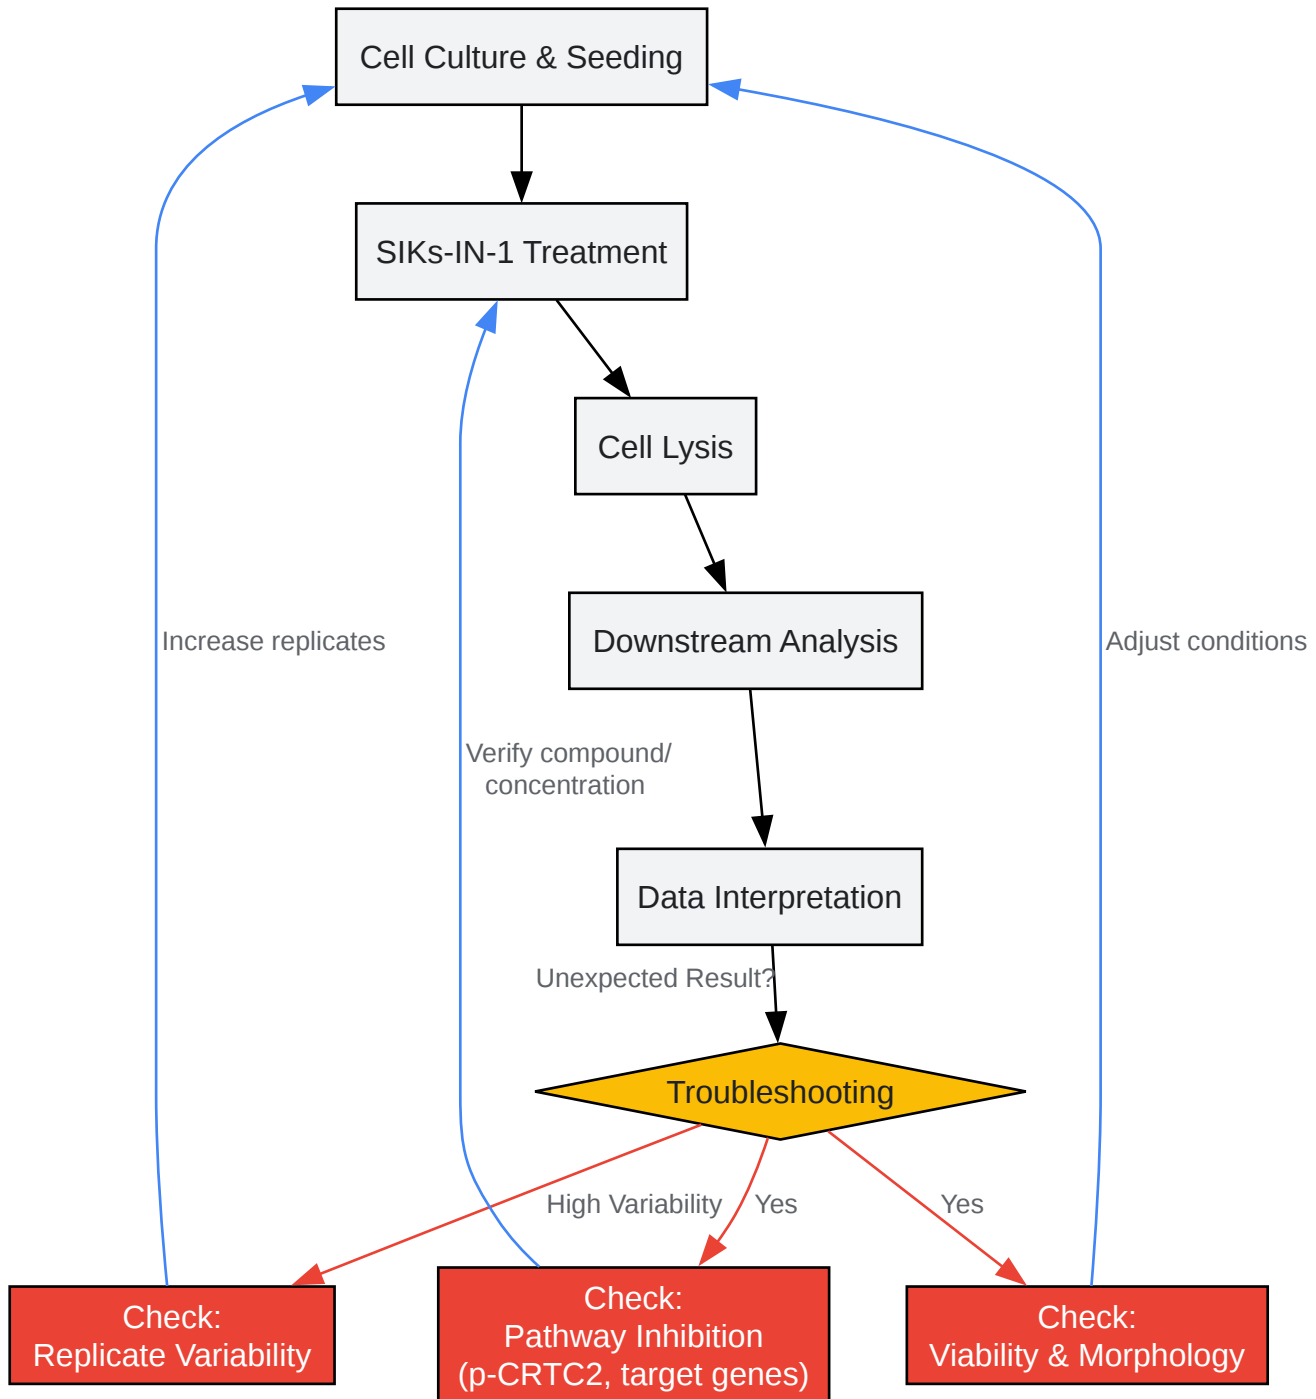 Cell Culture & Seeding
SIKs-IN-1 Treatment
Cell Lysis
Increase replicates
Downstream Analysis
Adjust conditions
Verify compound/
concentration
Data Interpretation
Unexpected Result?
Troubleshooting
High Variability
Yes
Yes
Check:
Replicate Variability
Check:
Pathway Inhibition
(p-CRTC2, target genes)
Check:
Viability & Morphology